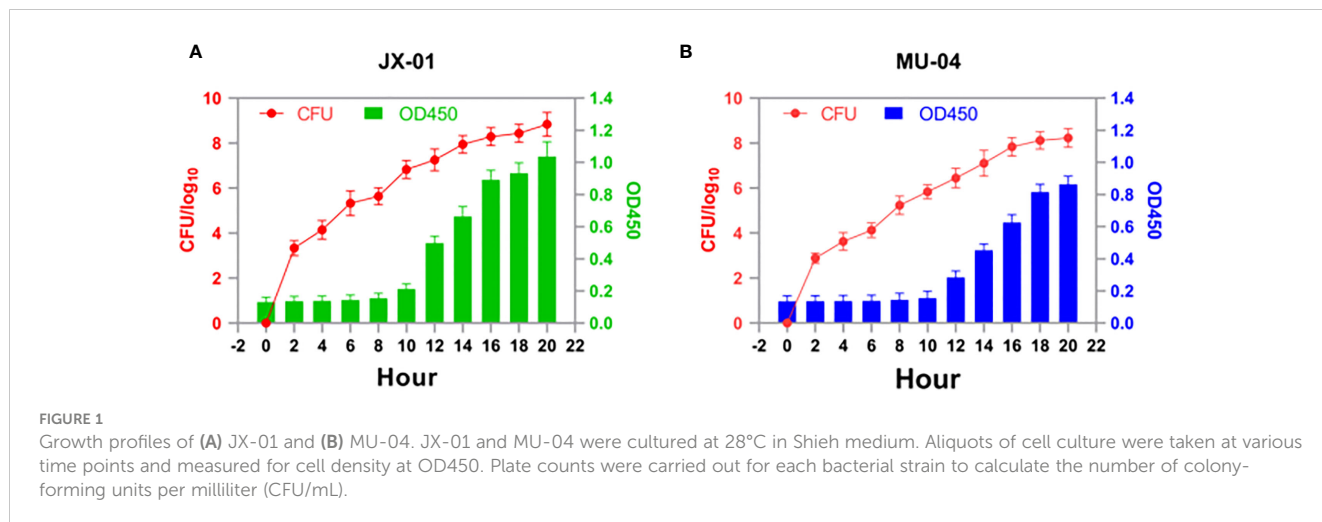 A
JX-01
CFU
OD450
10
8
6
4
2
0
CFU/log10
1.4
1.2
1.0
0.8
0.6
0.4
0.2
0.0
OD450
-2 0 2 4 6 8 10 12 14 16 18 20 22
Hour
B
MU-04
CFU
OD450
10
8
6
4
2
0
CFU/log10
1.4
1.2
1.0
0.8
0.6
0.4
0.2
0.0
OD450
-2 0 2 4 6 8 10 12 14 16 18 20 22
Hour
FIGURE 1
Growth profiles of (A) JX-01 and (B) MU-04. JX-01 and MU-04 were cultured at 28°C in Shieh medium. Aliquots of cell culture were taken at various
time points and measured for cell density at OD450. Plate counts were carried out for each bacterial strain to calculate the number of colony-
forming units per milliliter (CFU/mL).